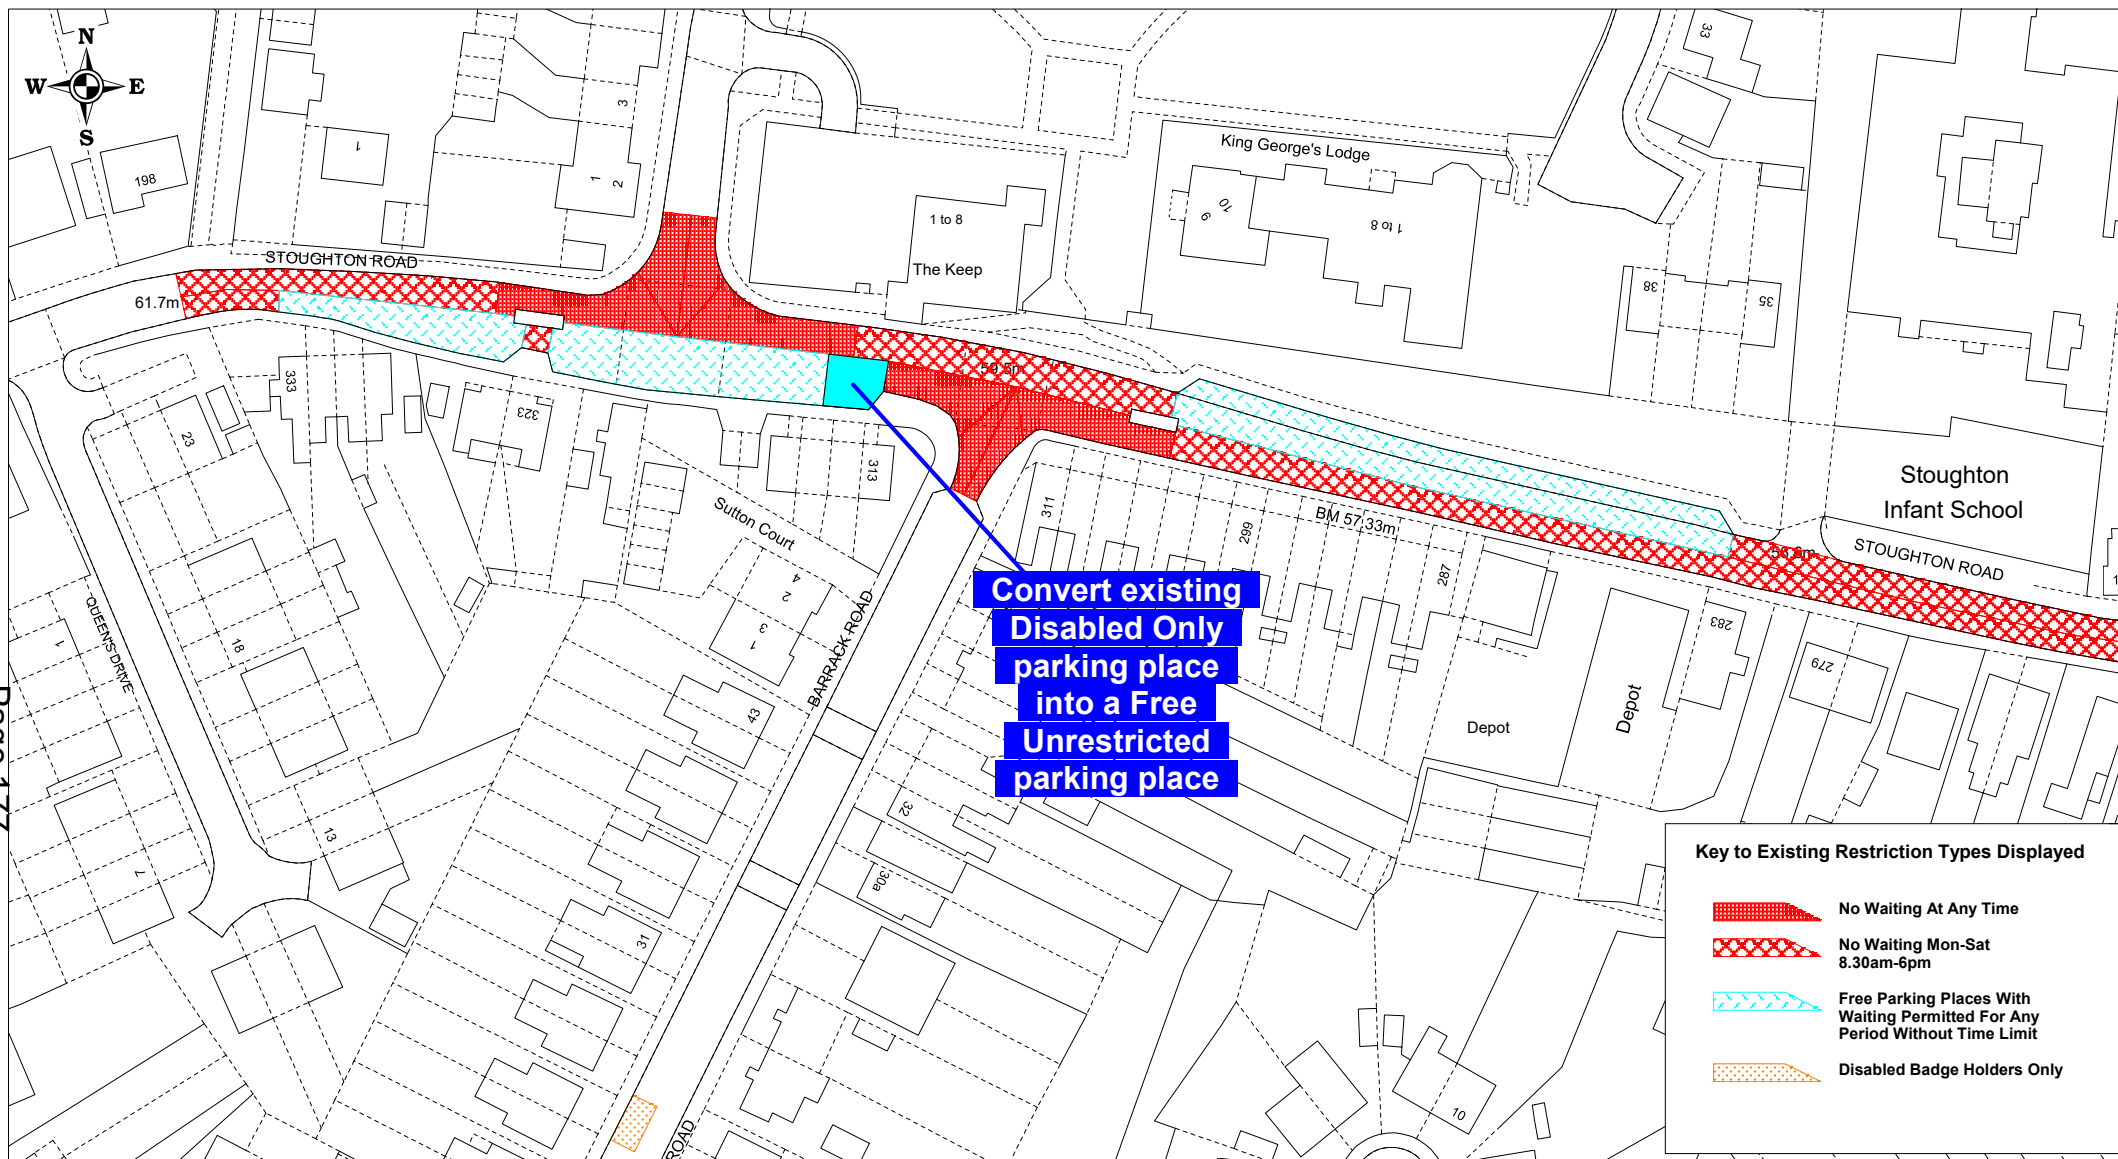 N
W E
S
198
1
3
1
2
33
King George's Lodge
9
10
1 to 8
1 to 8
The Keep
STOUGHTON ROAD
61.7m
38
35
59.5m
333
323
313
23
Sutton Court
4
2
3
1
311
299
BM 57.33m
287
Stoughton
Infant School
STOUGHTON ROAD
283
279
QUEEN'S DRIVE
1
18
13
7
BARRACK ROAD
43
32
30a
31
ROAD
10
Depot
Depot
Convert existing
Disabled Only
parking place
into a Free
Unrestricted
parking place
Key to Existing Restriction Types Displayed
No Waiting At Any Time
No Waiting Mon-Sat
8.30am-6pm
Free Parking Places With
Waiting Permitted For Any
Period Without Time Limit
Disabled Badge Holders Only